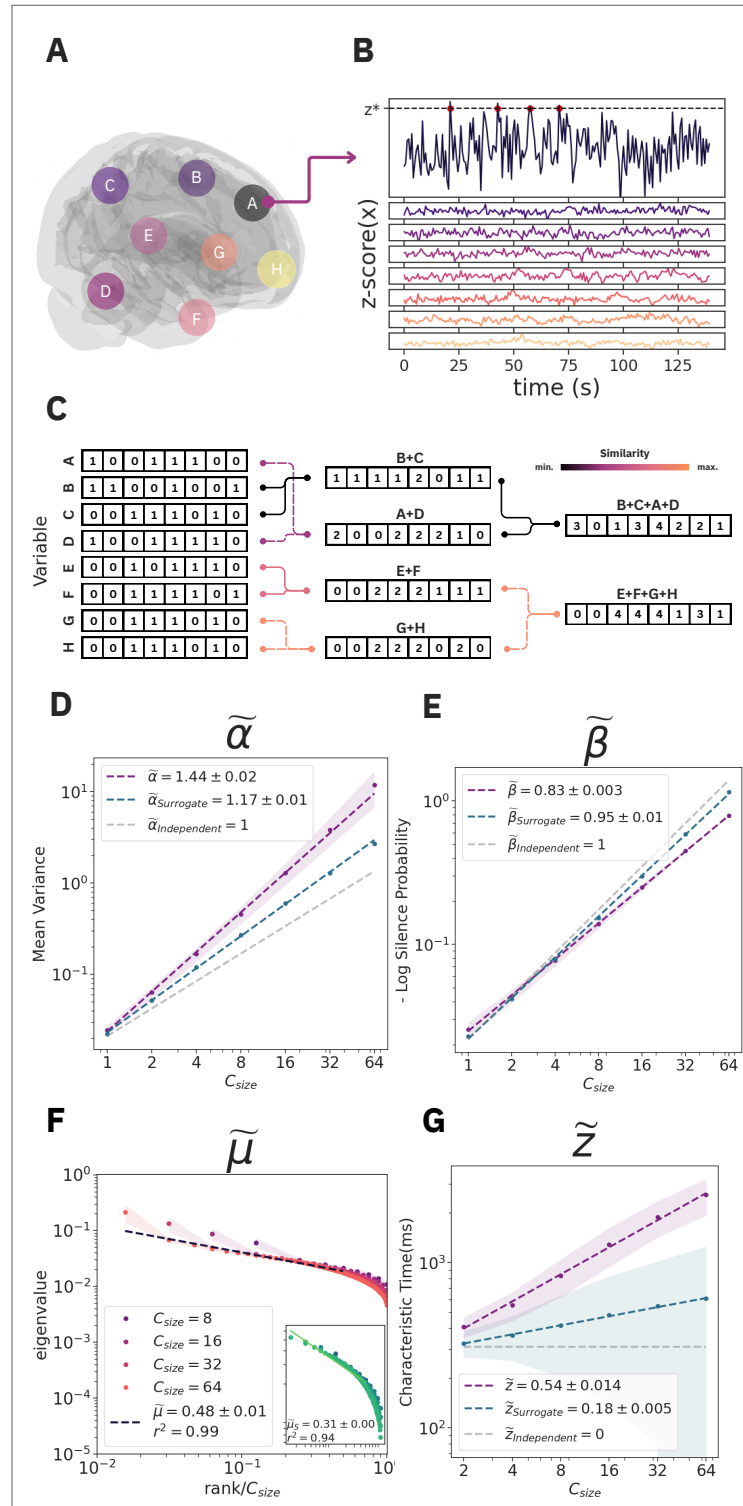 A
B
z*
C
B
A
E
G
H
D
F
z-score(x)
0 25 50 75 100 125
time (s)
C
Variable
A 1 0 0 1 1 1 0 0
B 1 1 0 0 1 0 0 1
C 0 0 1 1 1 0 1 0
D 1 0 0 1 1 1 1 0
E 0 0 1 0 1 1 1 0
F 0 0 1 1 1 1 0 1
G 0 0 1 1 1 0 1 0
H 0 0 1 1 1 0 1 0
B+C
1 1 1 1 2 0 1 1
A+D
2 0 0 2 2 2 1 0
E+F
0 0 2 2 2 1 1 1
G+H
0 0 2 2 2 0 2 0
Similarity
min. max.
B+C+A+D
3 0 1 3 4 2 2 1
E+F+G+H
0 0 4 4 4 1 3 1
D
α̃
α̃ = 1.44 ± 0.02
α̃Surrogate = 1.17 ± 0.01
α̃Independent = 1
Mean Variance
10¹
10⁰
10⁻¹
1 2 4 8 16 32 64
Csize
E
β̃
β̃ = 0.83 ± 0.003
β̃Surrogate = 0.95 ± 0.01
β̃Independent = 1
- Log Silence Probability
10⁰
10⁻¹
1 2 4 8 16 32 64
Csize
F
μ̃
eigenvalue
10⁰
10⁻¹
10⁻²
10⁻³
10⁻⁴
10⁻⁵
Csize = 8
Csize = 16
Csize = 32
Csize = 64
μ̃ = 0.48 ± 0.01
r² = 0.99
μ̃S = 0.31 ± 0.00
r² = 0.94
10⁻² 10⁻¹ 10
rank/Csize
G
z̃
Characteristic Time(ms)
10³
10²
z̃ = 0.54 ± 0.014
z̃Surrogate = 0.18 ± 0.005
z̃Independent = 0
2 4 8 16 32 64
Csize